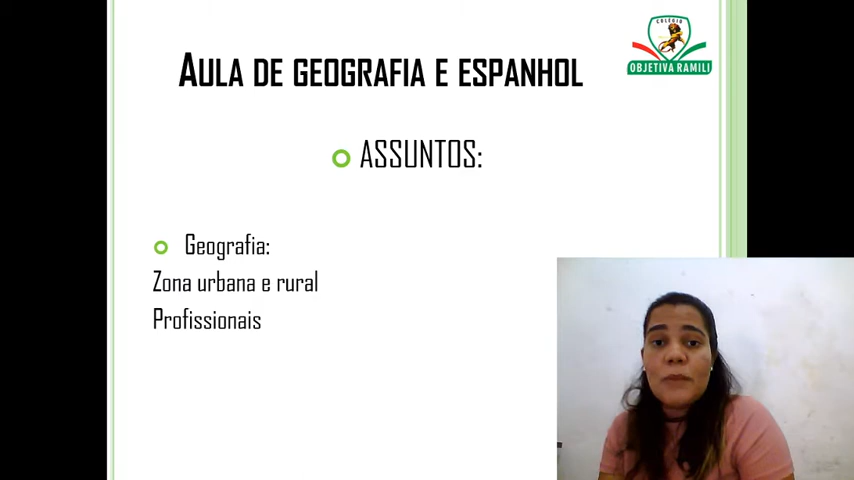 AULA DE GEOGRAFIA E ESPANHOL
COLÉGIO
OBJETIVA RAMILI
ASSUNTOS:
Geografia:
Zona urbana e rural
Profissionais